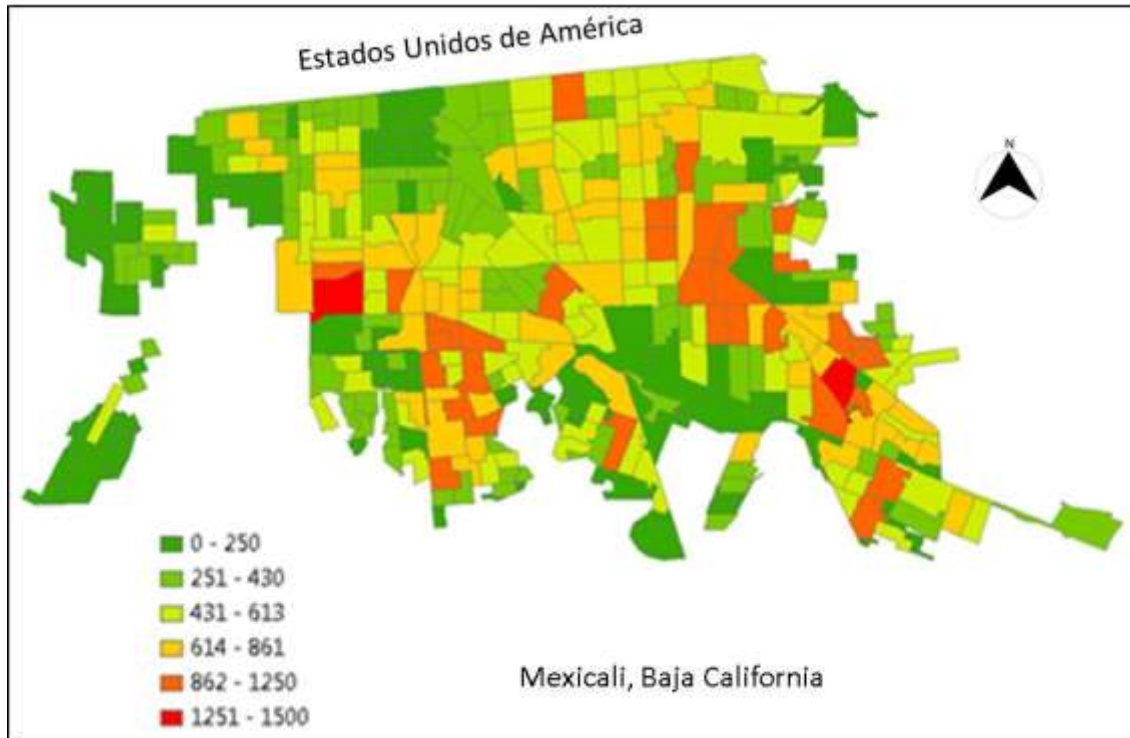 Estados Unidos de América
N
0 - 250
251 - 430
431 - 613
614 - 861
862 - 1250
1251 - 1500
Mexicali, Baja California